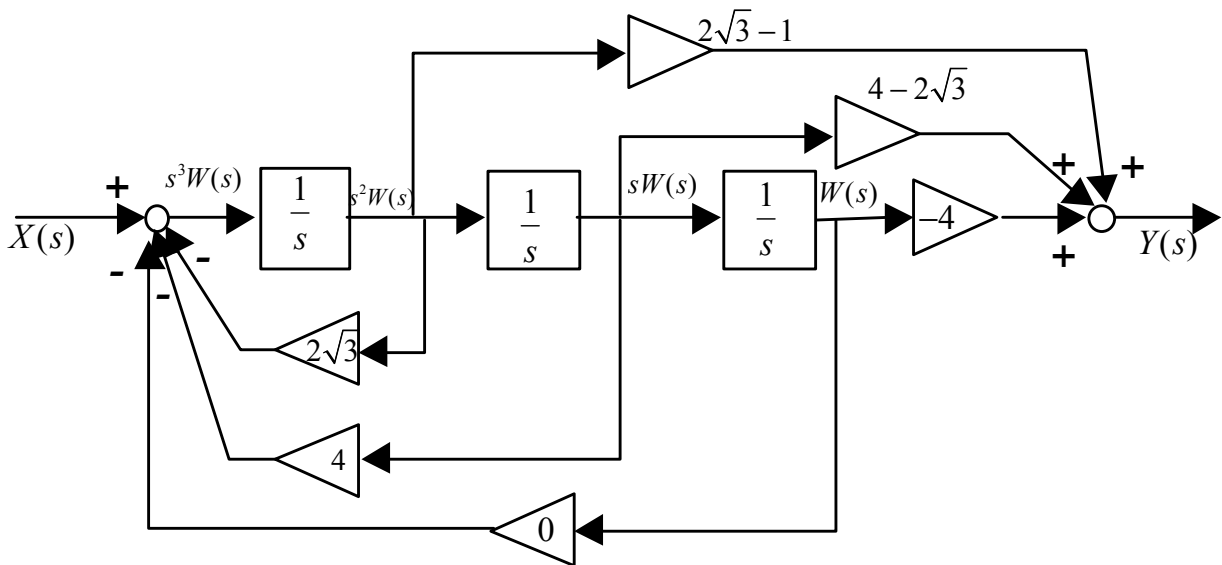 2√3 − 1
4 − 2√3
+ s³W(s) 1/s s²W(s) 1/s sW(s) 1/s W(s) −4 + +
X(s) Y(s)
- - - +
2√3
4
0